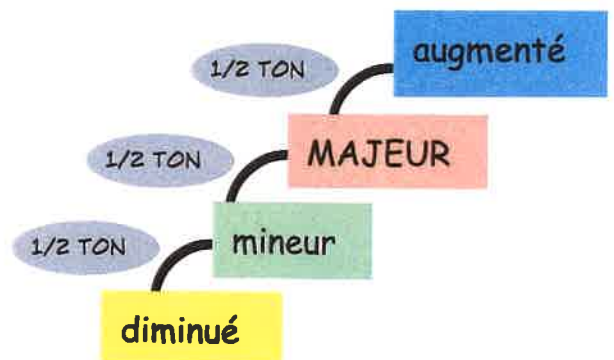 augmenté
1/2 TON
MAJEUR
1/2 TON
mineur
1/2 TON
diminué